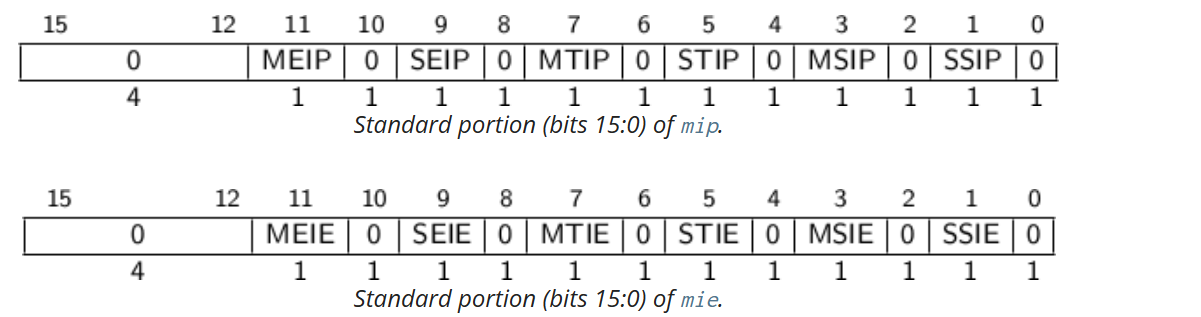 15 12 11 10 9 8 7 6 5 4 3 2 1 0
0 MEIP 0 SEIP 0 MTIP 0 STIP 0 MSIP 0 SSIP 0
4 1 1 1 1 1 1 1 1 1 1 1 1
Standard portion (bits 15:0) of mip.
15 12 11 10 9 8 7 6 5 4 3 2 1 0
0 MEIE 0 SEIE 0 MTIE 0 STIE 0 MSIE 0 SSIE 0
4 1 1 1 1 1 1 1 1 1 1 1 1
Standard portion (bits 15:0) of mie.